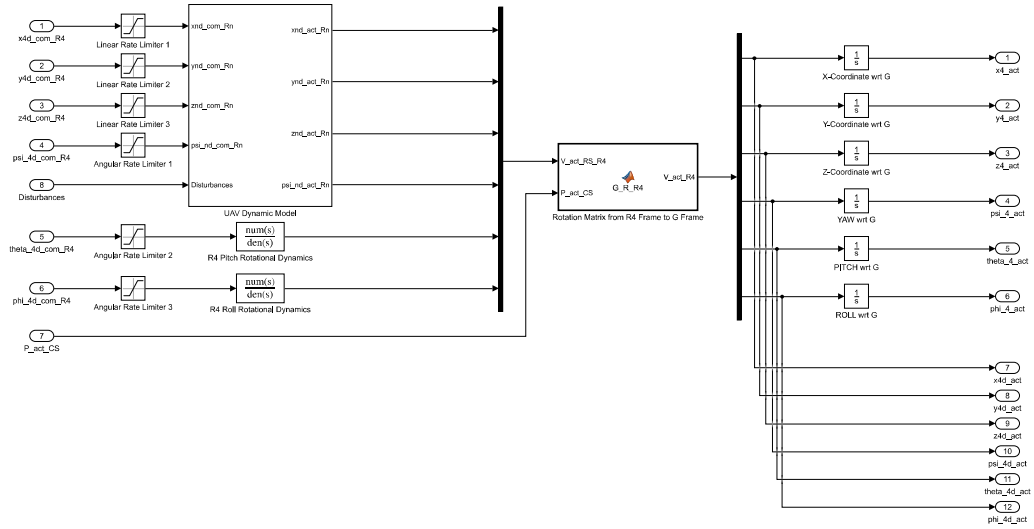 1
x4d_com_R4
Linear Rate Limiter 1
2
y4d_com_R4
Linear Rate Limiter 2
3
z4d_com_R4
Linear Rate Limiter 3
4
psi_4d_com_R4
Angular Rate Limiter 1
8
Disturbances
xnd_com_Rn
ynd_com_Rn
znd_com_Rn
psi_nd_com_Rn
Disturbances
xnd_act_Rn
ynd_act_Rn
znd_act_Rn
psi_nd_act_Rn
UAV Dynamic Model
5
theta_4d_com_R4
Angular Rate Limiter 2
num(s)
den(s)
R4 Pitch Rotational Dynamics
6
phi_4d_com_R4
Angular Rate Limiter 3
num(s)
den(s)
R4 Roll Rotational Dynamics
7
P_act_CS
V_act_RS_R4
P_act_CS
G_R_R4
V_act_R4
Rotation Matrix from R4 Frame to G Frame
1
s
X-Coordinate wrt G
1
x4_act
1
s
Y-Coordinate wrt G
2
y4_act
1
s
Z-Coordinate wrt G
3
z4_act
1
s
YAW wrt G
4
psi_4_act
1
s
PITCH wrt G
5
theta_4_act
1
s
ROLL wrt G
6
phi_4_act
7
x4d_act
8
y4d_act
9
z4d_act
10
psi_4d_act
11
theta_4d_act
12
phi_4d_act